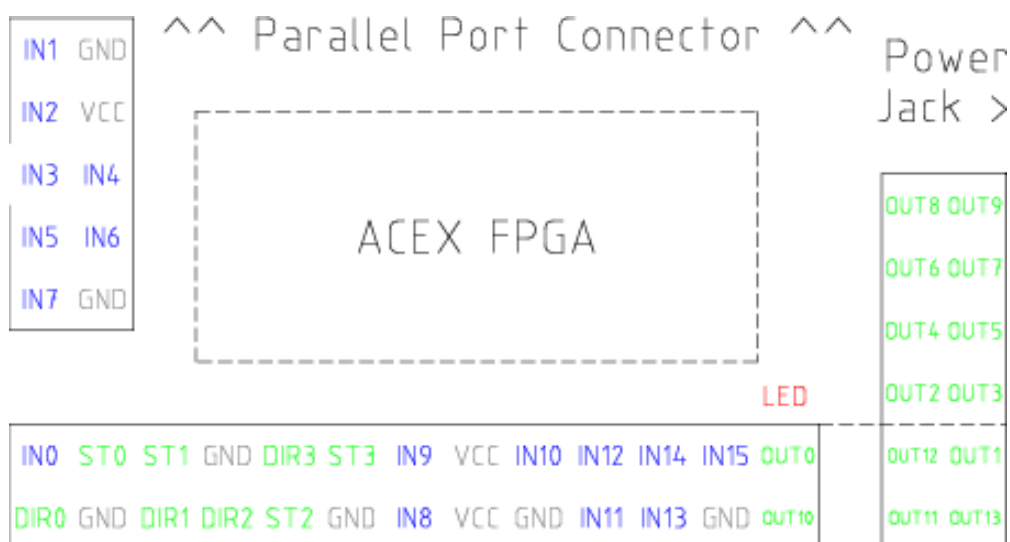 ^^ Parallel Port Connector ^^
Power
Jack >
IN1 GND
IN2 VCC
IN3 IN4
IN5 IN6
IN7 GND
ACEX FPGA
OUT8 OUT9
OUT6 OUT7
OUT4 OUT5
OUT2 OUT3
LED
IN0 ST0 ST1 GND DIR3 ST3 IN9 VCC IN10 IN12 IN14 IN15 OUT0
OUT12 OUT1
DIR0 GND DIR1 DIR2 ST2 GND IN8 VCC GND IN11 IN13 GND OUT10
OUT11 OUT13